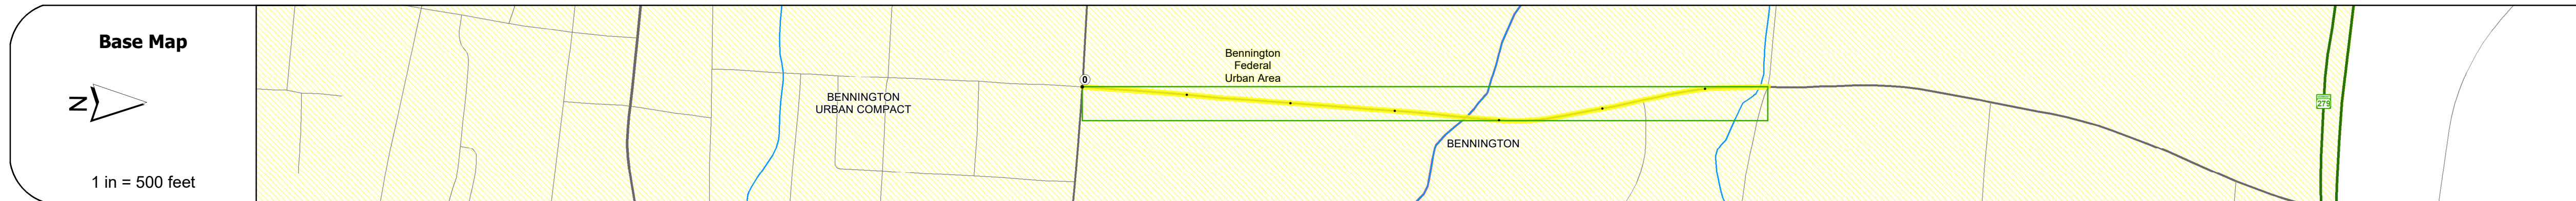 Base Map
N
1 in = 500 feet
BENNINGTON
URBAN COMPACT
0
Bennington
Federal
Urban Area
BENNINGTON
279